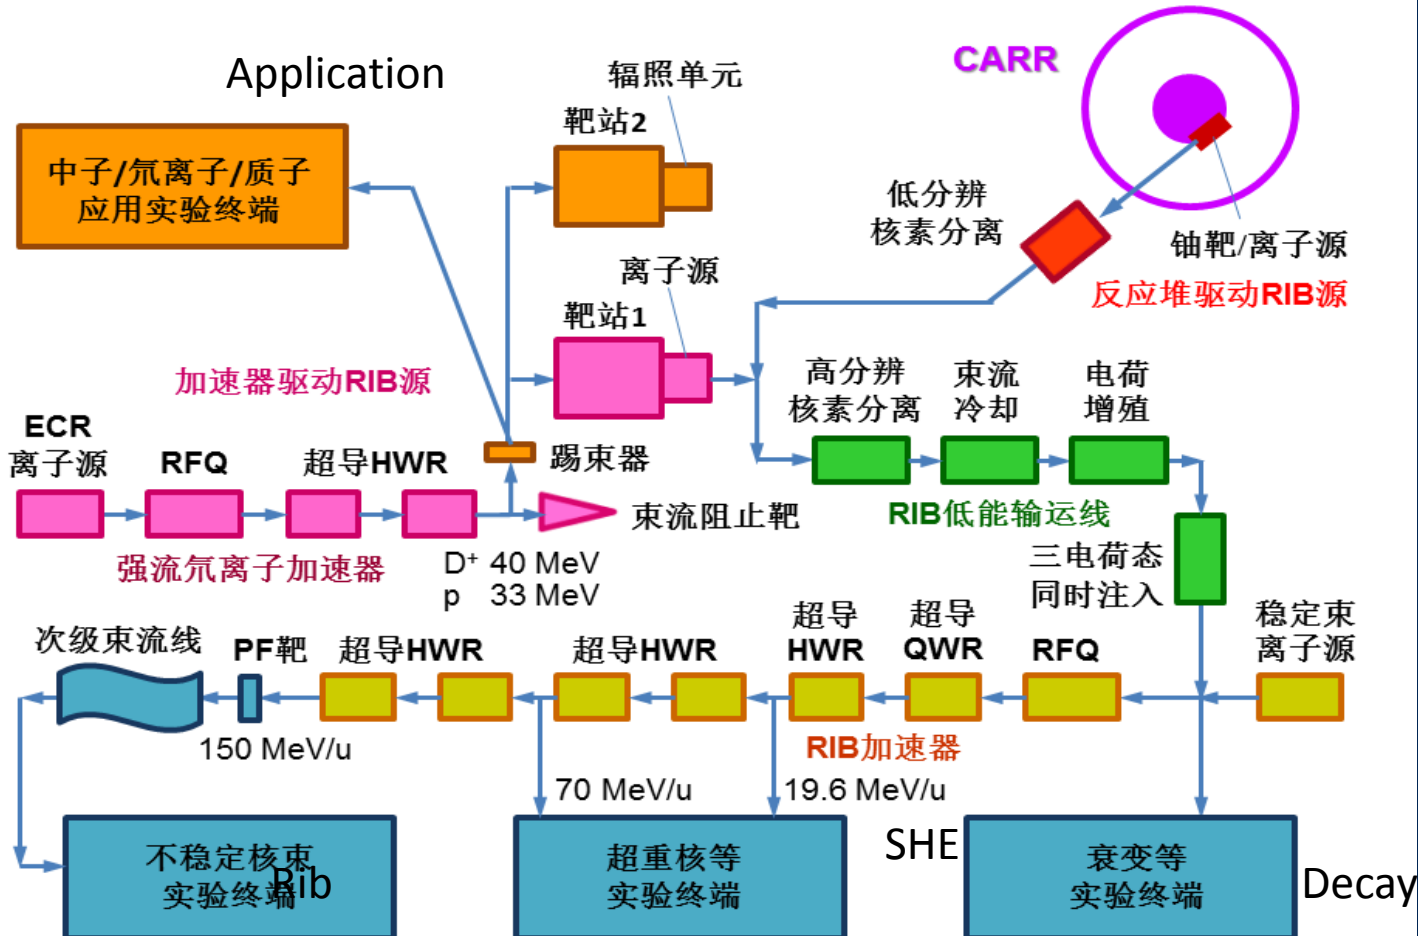 Application
辐照单元
CARR
靶站2
中子/氘离子/质子
应用实验终端
低分辨
核素分离
铀靶/离子源
反应堆驱动RIB源
离子源
靶站1
加速器驱动RIB源
高分辨
核素分离
束流
冷却
电荷
增殖
ECR
离子源
RFQ
超导HWR
踢束器
束流阻止靶
RIB低能输运线
强流氘离子加速器
D⁺ 40 MeV
p 33 MeV
三电荷态
同时注入
次级束流线
PF靶
超导HWR
超导HWR
超导
HWR
超导
QWR
RFQ
稳定束
离子源
150 MeV/u
RIB加速器
70 MeV/u
19.6 MeV/u
不稳定核束
实验终端
Rib
超重核等
实验终端
SHE
衰变等
实验终端
Decay